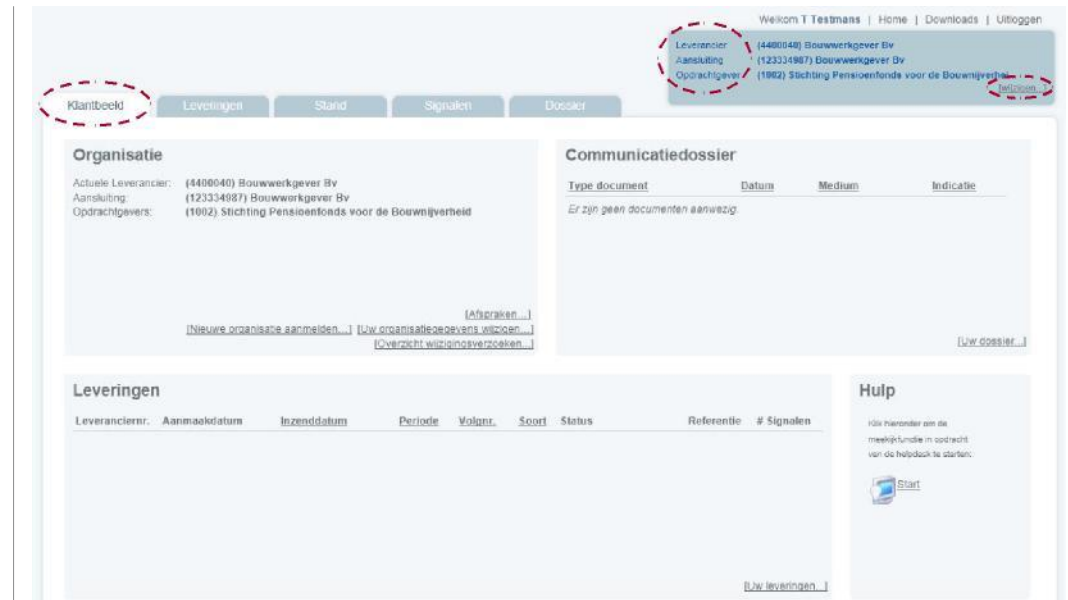 Welkom T Testmans | Home | Downloads | Uitloggen
Leverancier (4400040) Bouwwerkgever Bv
Aansluiting (123334987) Bouwwerkgever Bv
Opdrachtgever (1002) Stichting Pensioenfonds voor de Bouwnijverhei
[wijzigen...]
Klantbeeld Leveringen Stand Signalen Dossier
Organisatie
Actuele Leverancier: (4400040) Bouwwerkgever Bv
Aansluiting: (123334987) Bouwwerkgever Bv
Opdrachtgevers: (1002) Stichting Pensioenfonds voor de Bouwnijverheid
[Afspraken...]
[Nieuwe organisatie aanmelden...] [Uw organisatiegegevens wijzigen...]
[Overzicht wijzigingsverzoeken...]
Communicatiedossier
Type document Datum Medium Indicatie
Er zijn geen documenten aanwezig.
[Uw dossier...]
Leveringen
Leveranciernr. Aanmaakdatum Inzenddatum Periode Volgnr. Soort Status Referentie # Signalen
[Uw leveringen...]
Hulp
Klik hieronder om de
meekijkfunctie in opdracht
van de helpdesk te starten:
Start